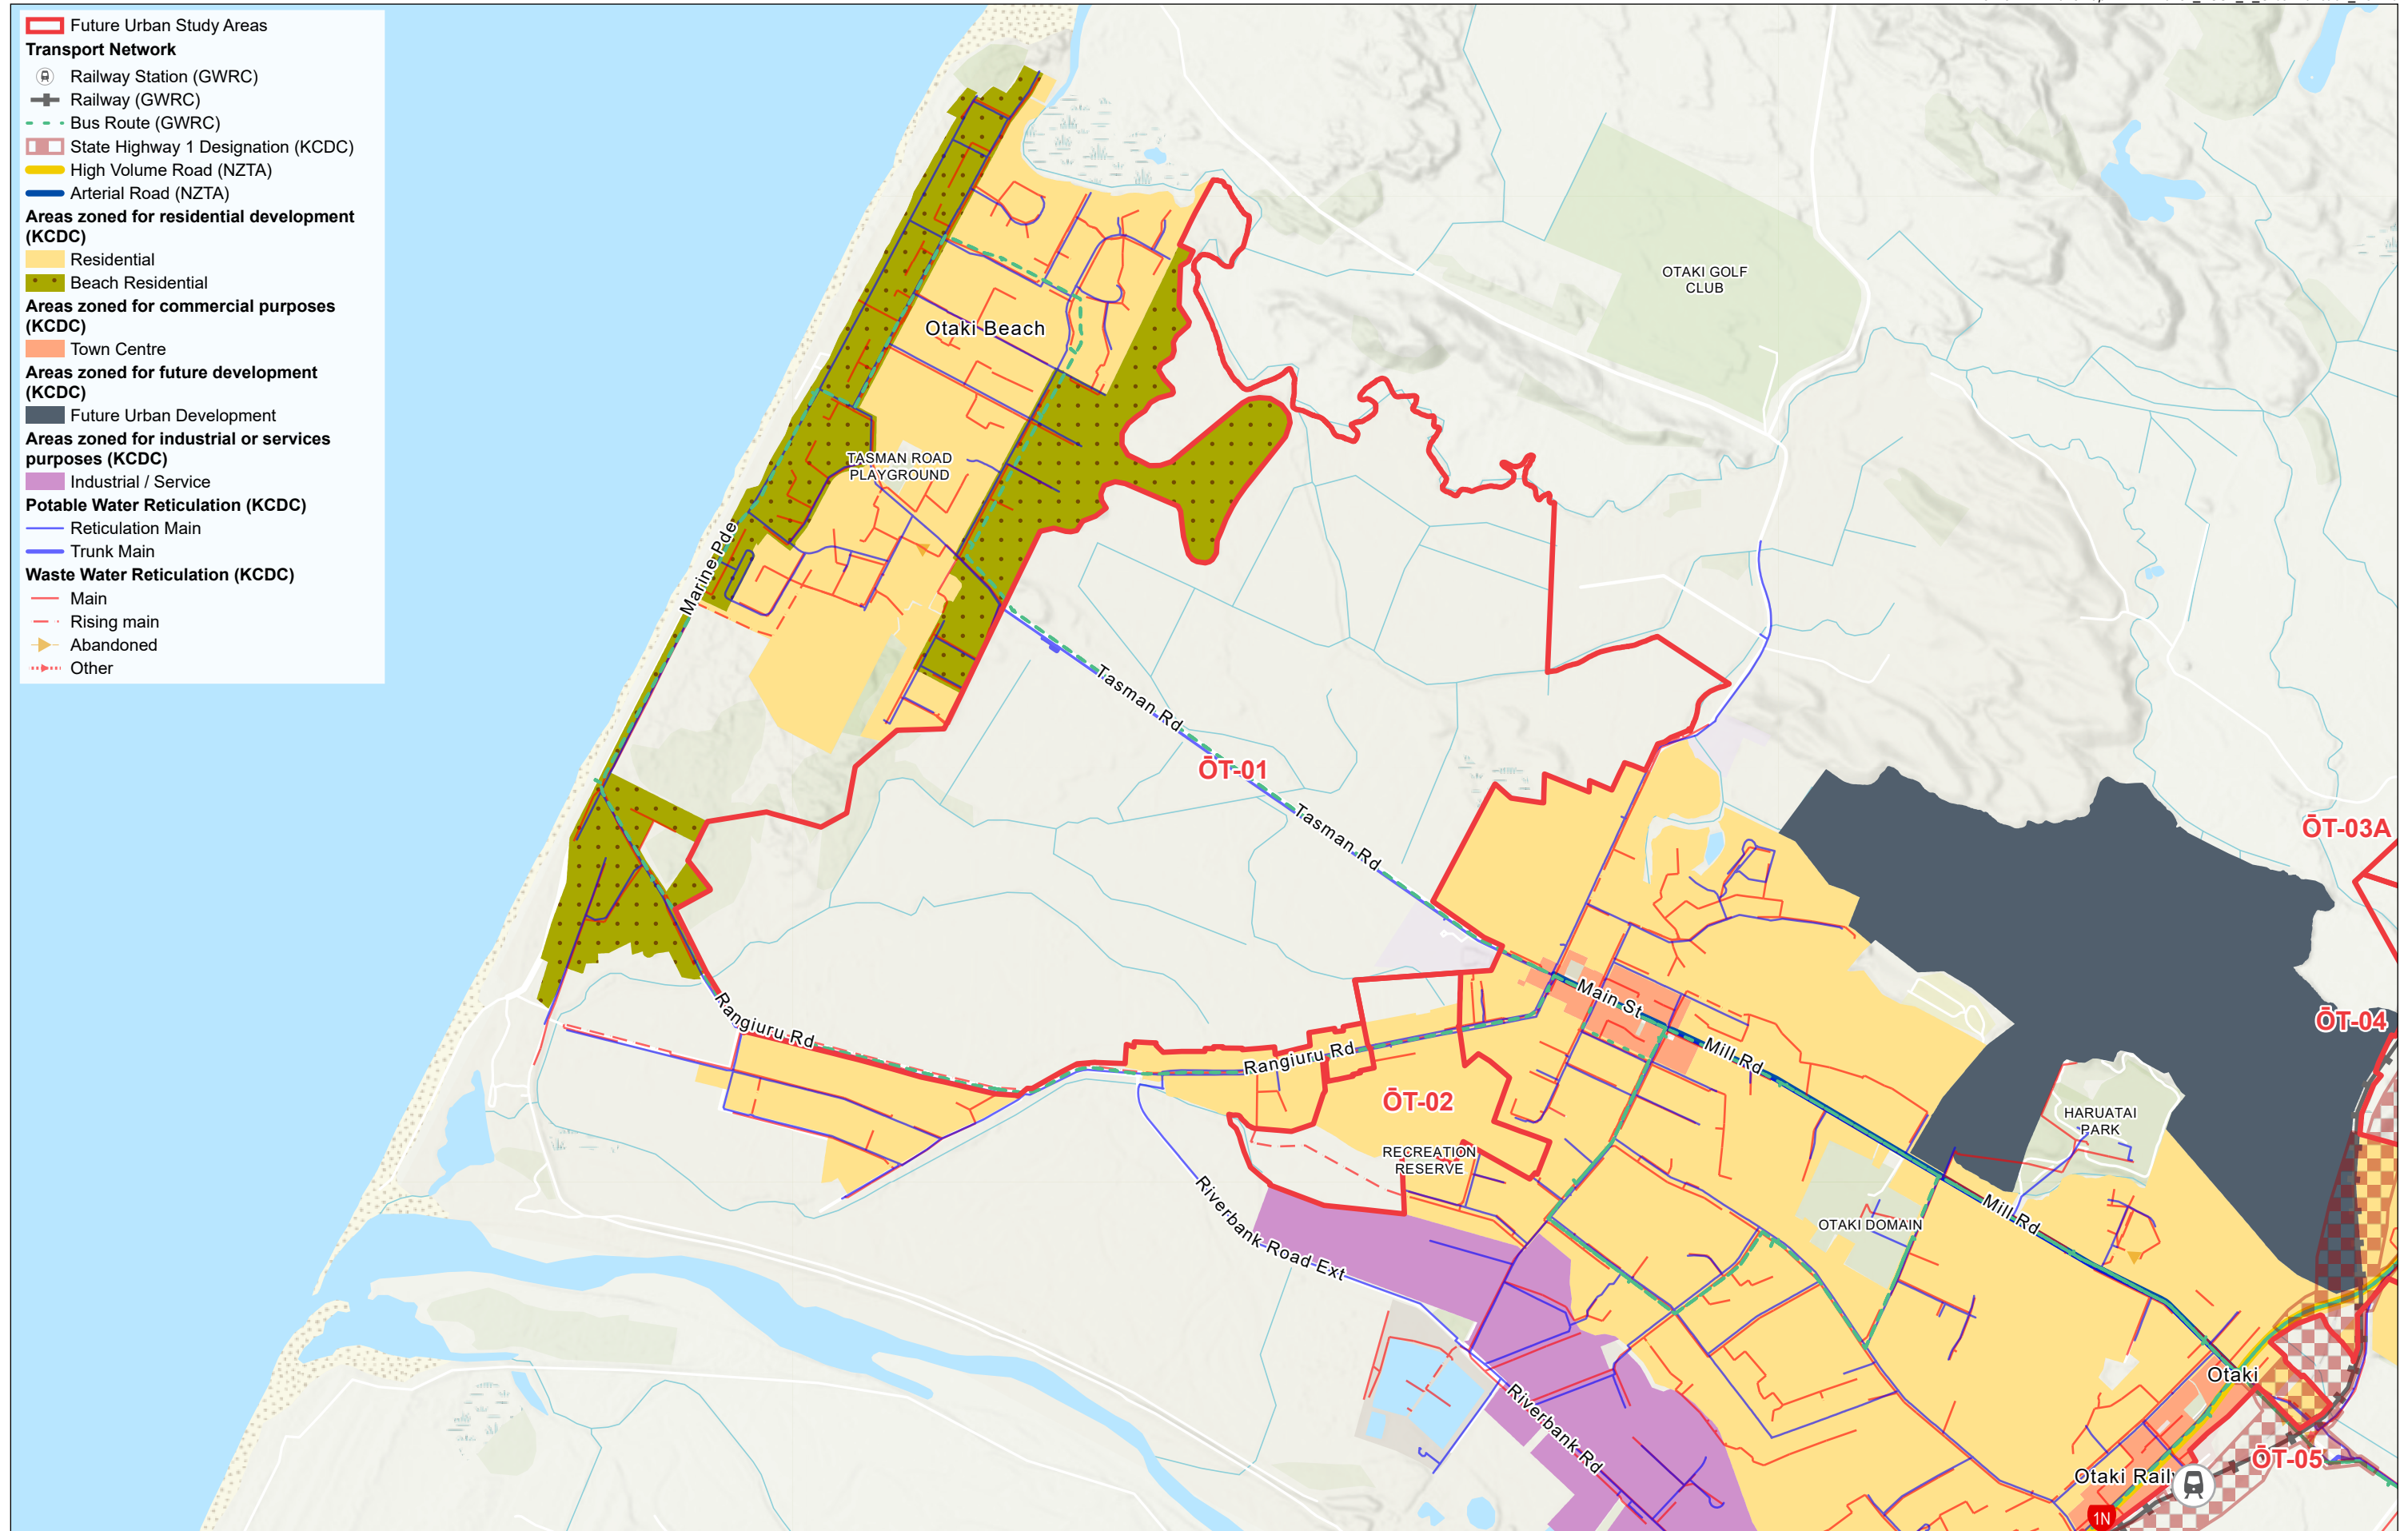 Future Urban Study Areas
Transport Network
Railway Station (GWRC)
Railway (GWRC)
Bus Route (GWRC)
State Highway 1 Designation (KCDC)
High Volume Road (NZTA)
Arterial Road (NZTA)
Areas zoned for residential development
(KCDC)
Residential
Beach Residential
Areas zoned for commercial purposes
(KCDC)
Town Centre
Areas zoned for future development
(KCDC)
Future Urban Development
Areas zoned for industrial or services
purposes (KCDC)
Industrial / Service
Potable Water Reticulation (KCDC)
Reticulation Main
Trunk Main
Waste Water Reticulation (KCDC)
Main
Rising main
Abandoned
Other
OTAKI GOLF
CLUB
Otaki Beach
TASMAN ROAD
PLAYGROUND
Marine Pde
Tasman Rd
ŌT-01
Tasman Rd
ŌT-03A
Rangiuru Rd
Main St
ŌT-04
Rangiuru Rd
Mill Rd
ŌT-02
HARUATAI
PARK
RECREATION
RESERVE
Riverbank Road Ext
OTAKI DOMAIN
Mill Rd
Otaki
Riverbank Rd
ŌT-05
Otaki Railw
1N